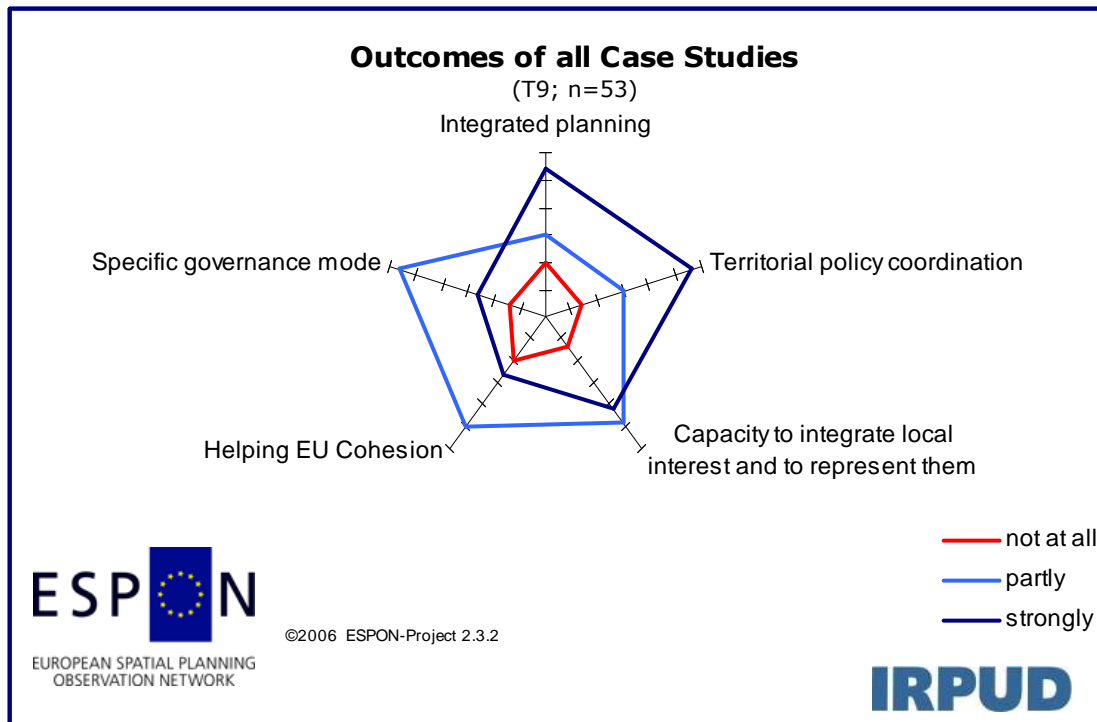 Outcomes of all Case Studies
(T9; n=53)
Integrated planning
Specific governance mode
Territorial policy coordination
Helping EU Cohesion
Capacity to integrate local
interest and to represent them
not at all
partly
strongly
ESPON
©2006 ESPON-Project 2.3.2
EUROPEAN SPATIAL PLANNING
OBSERVATION NETWORK
IRPUD